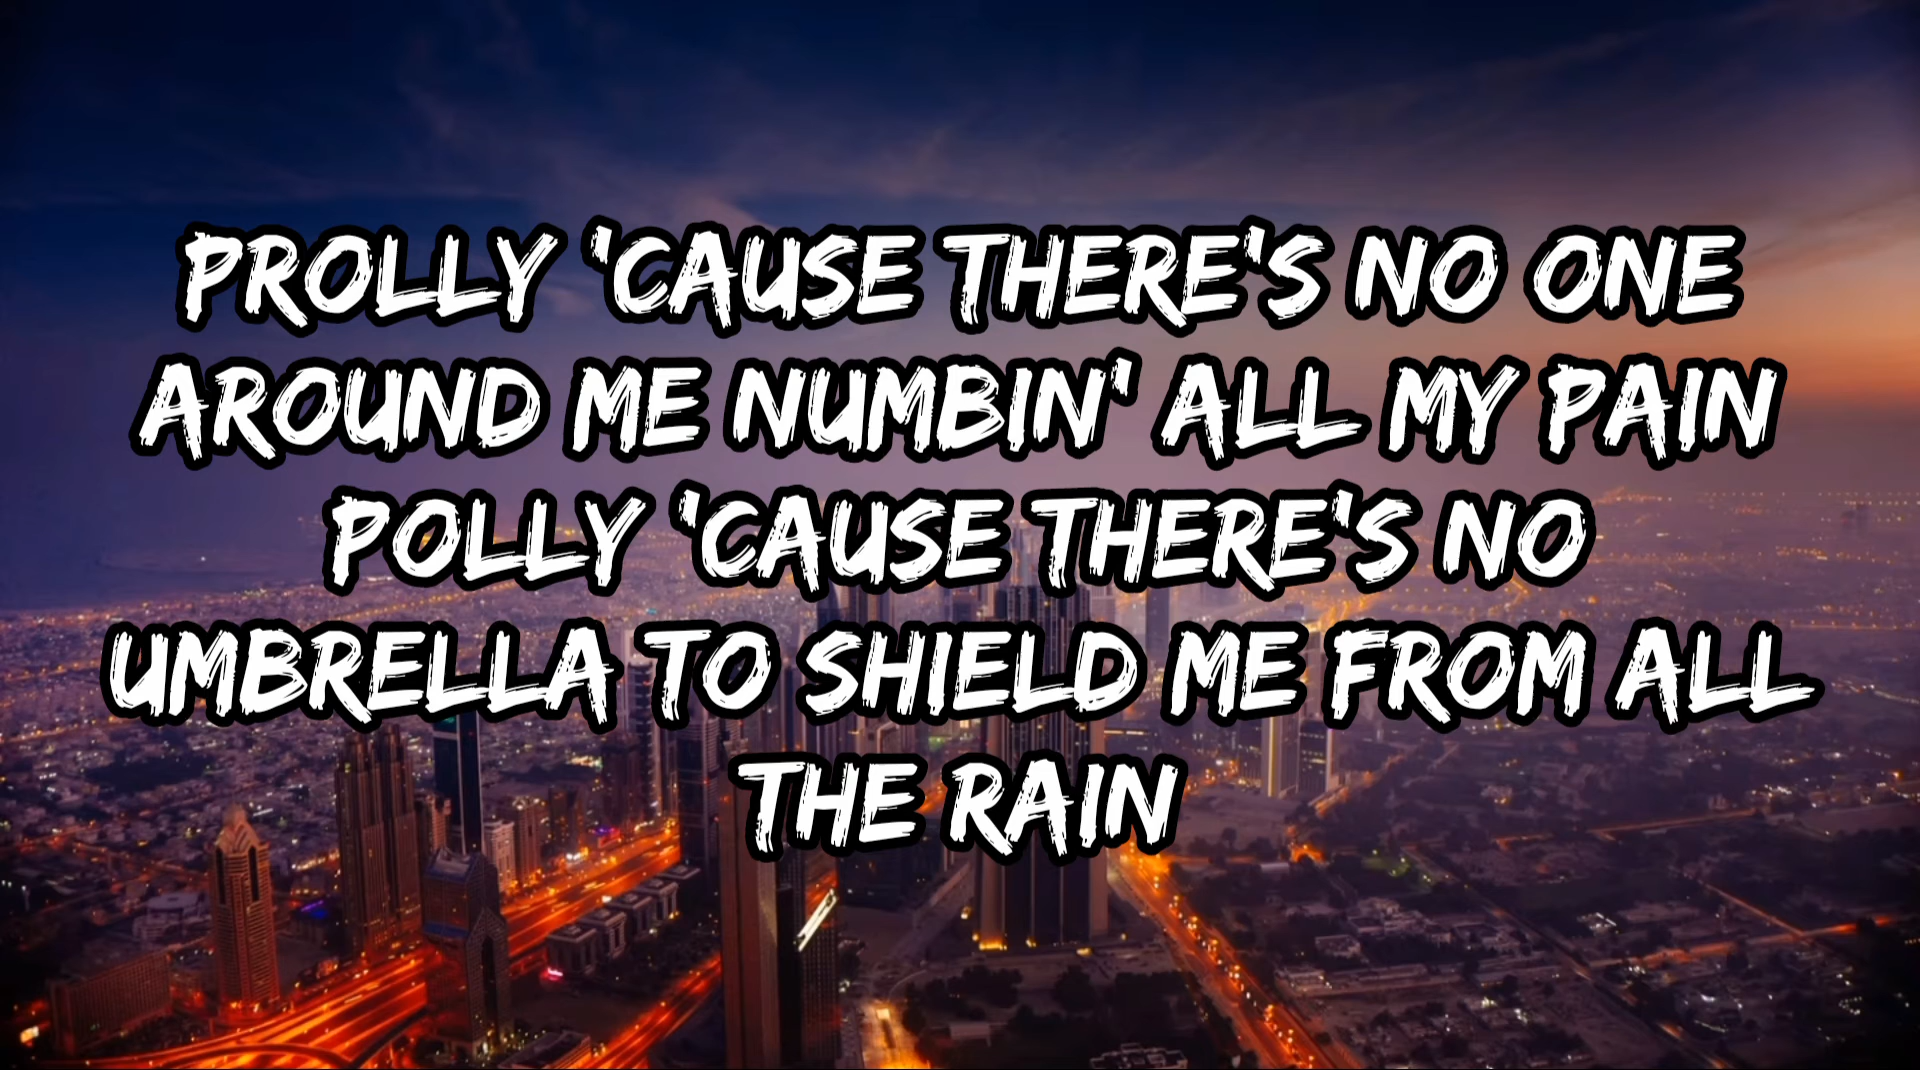 PROLLY 'CAUSE THERE'S NO ONE
AROUND ME NUMBIN' ALL MY PAIN
POLLY 'CAUSE THERE'S NO
UMBRELLA TO SHIELD ME FROM ALL
THE RAIN